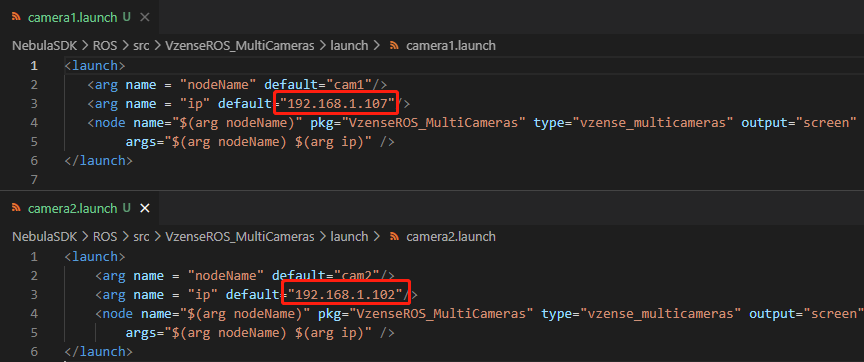 camera1.launch U
NebulaSDK > ROS > src > VzenseROS_MultiCameras > launch > camera1.launch
1 <launch>
2 <arg name = "nodeName" default="cam1"/>
3 <arg name = "ip" default="192.168.1.107"/>
4 <node name="$(arg nodeName)" pkg="VzenseROS_MultiCameras" type="vzense_multicameras" output="screen"
5 args="$(arg nodeName) $(arg ip)" />
6 </launch>
7
camera2.launch U ×
NebulaSDK > ROS > src > VzenseROS_MultiCameras > launch > camera2.launch
1 <launch>
2 <arg name = "nodeName" default="cam2"/>
3 <arg name = "ip" default="192.168.1.102"/>
4 <node name="$(arg nodeName)" pkg="VzenseROS_MultiCameras" type="vzense_multicameras" output="screen"
5 args="$(arg nodeName) $(arg ip)" />
6 </launch>